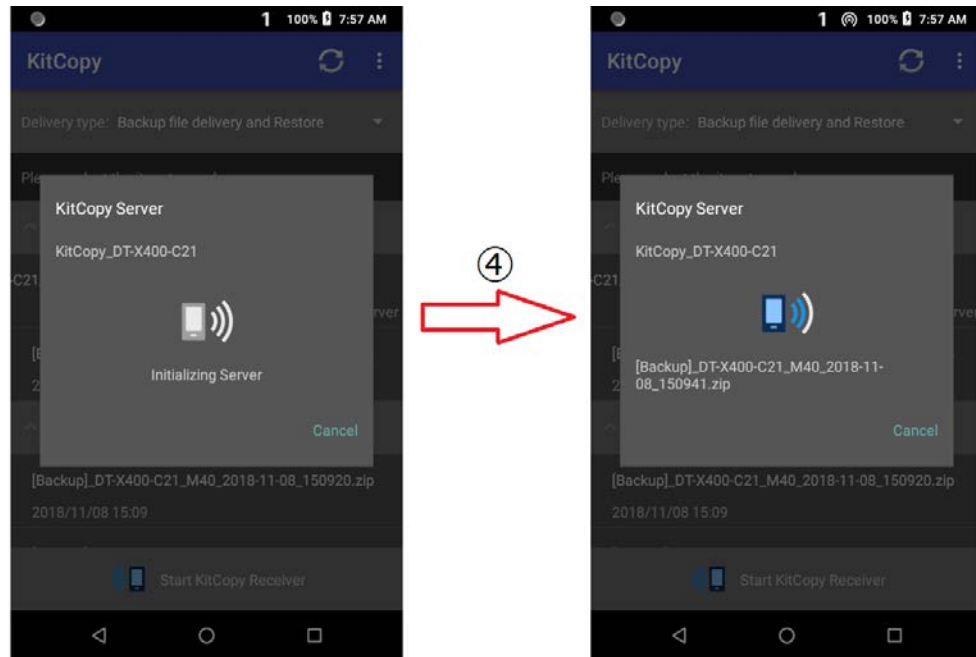 1 100% 7:57 AM
KitCopy
Delivery type: Backup file delivery and Restore
KitCopy Server
KitCopy_DT-X400-C21
Initializing Server
Cancel
[Backup]_DT-X400-C21_M40_2018-11-08_150920.zip
2018/11/08 15:09
Start KitCopy Receiver
④
1 100% 7:57 AM
KitCopy
Delivery type: Backup file delivery and Restore
KitCopy Server
KitCopy_DT-X400-C21
[Backup]_DT-X400-C21_M40_2018-11-
08_150941.zip
Cancel
[Backup]_DT-X400-C21_M40_2018-11-08_150920.zip
2018/11/08 15:09
Start KitCopy Receiver